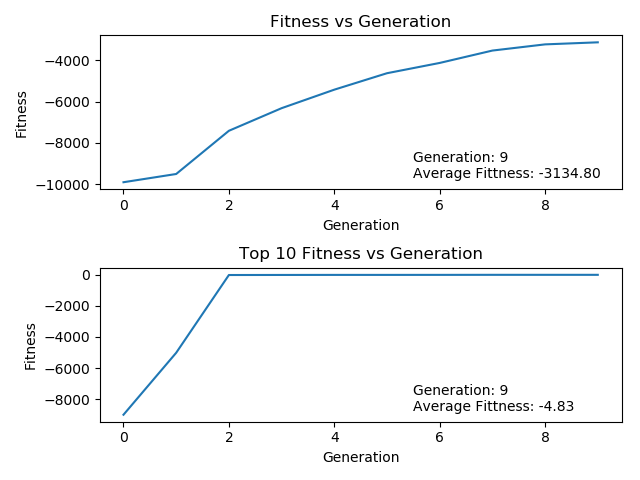 Fitness vs Generation
−4000
−6000
−8000
−10000
Fitness
Generation: 9
Average Fittness: -3134.80
0 2 4 6 8
Generation
Top 10 Fitness vs Generation
0
−2000
−4000
−6000
−8000
Fitness
Generation: 9
Average Fittness: -4.83
0 2 4 6 8
Generation